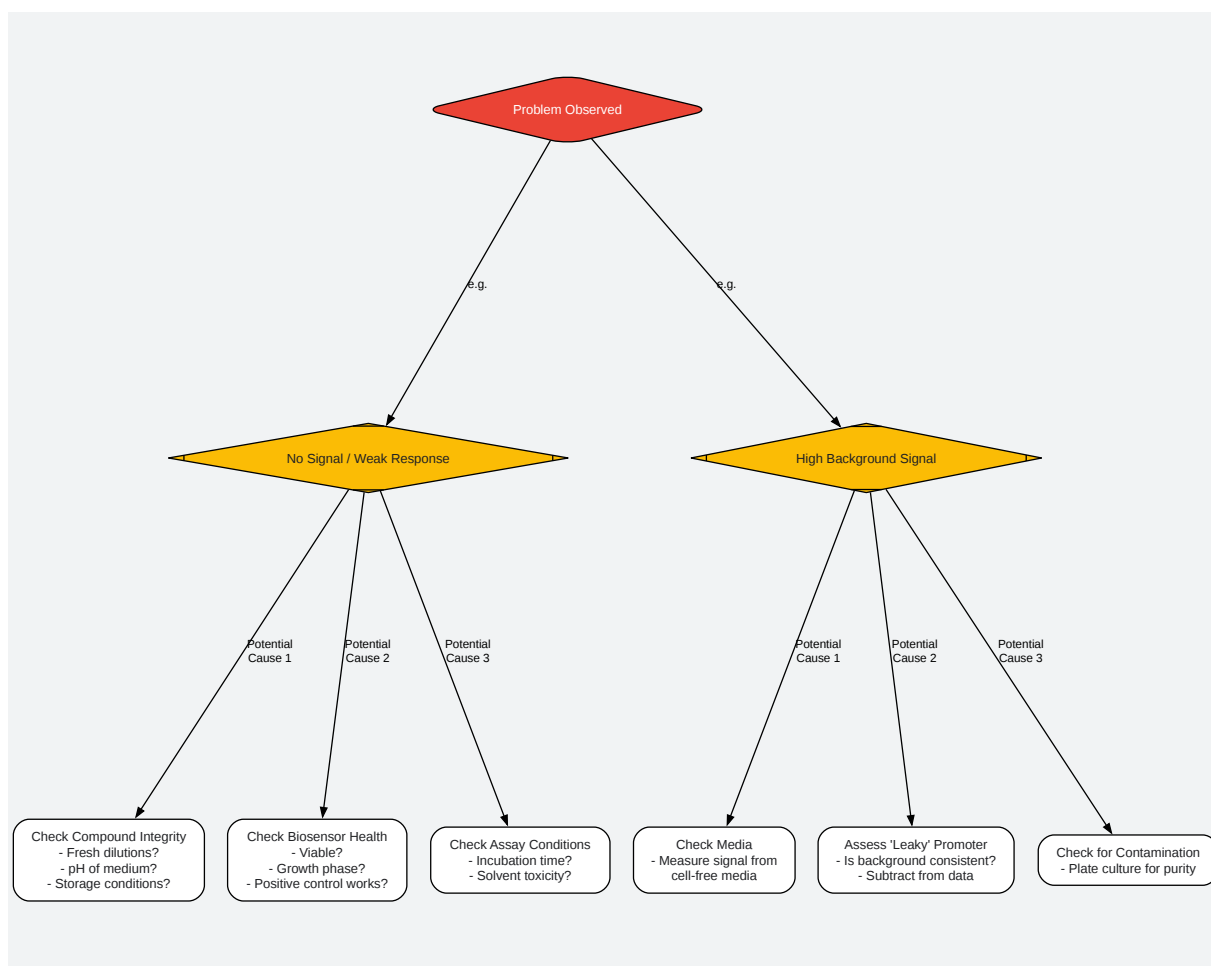 Problem Observed
e.g.
e.g.
No Signal / Weak Response
High Background Signal
Potential
Cause 1
Potential
Cause 2
Potential
Cause 3
Potential
Cause 1
Potential
Cause 2
Potential
Cause 3
Check Compound Integrity
- Fresh dilutions?
- pH of medium?
- Storage conditions?
Check Biosensor Health
- Viable?
- Growth phase?
- Positive control works?
Check Assay Conditions
- Incubation time?
- Solvent toxicity?
Check Media
- Measure signal from
cell-free media
Assess 'Leaky' Promoter
- Is background consistent?
- Subtract from data
Check for Contamination
- Plate culture for purity